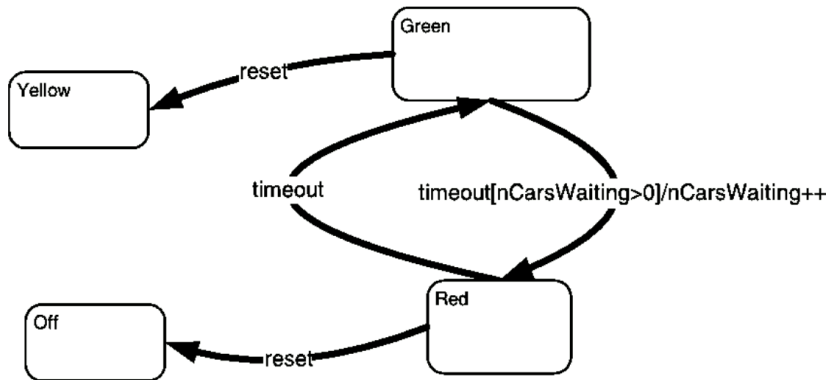 Green
reset
Yellow
timeout
timeout[nCarsWaiting>0]/nCarsWaiting++
Red
Off
reset